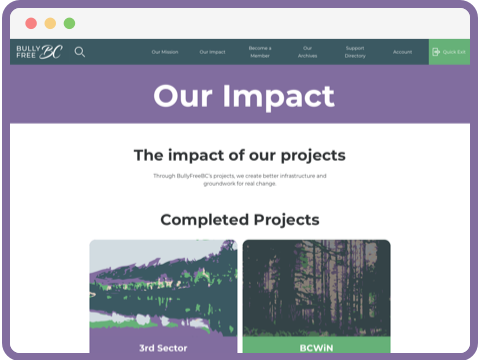 BULLY
FREE BC
Our Mission
Our Impact
Become a
Member
Our
Archives
Support
Directory
Account
Quick Exit
Our Impact
The impact of our projects
Through BullyFreeBC's projects, we create better infrastructure and
groundwork for real change.
Completed Projects
3rd Sector
BCWiN